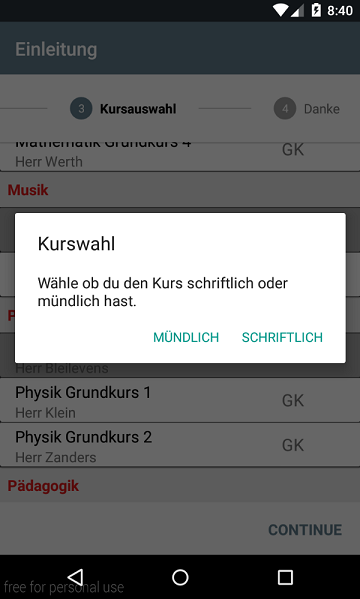 8:40
Einleitung
3 Kursauswahl 4 Danke
Mathematik Grundkurs 4
GK
Herr Werth
Musik
Kurswahl
Wähle ob du den Kurs schriftlich oder
mündlich hast.
MÜNDLICH SCHRIFTLICH
P
Herr Bleilevens
Physik Grundkurs 1
GK
Herr Klein
Physik Grundkurs 2
GK
Herr Zanders
Pädagogik
CONTINUE
free for personal use